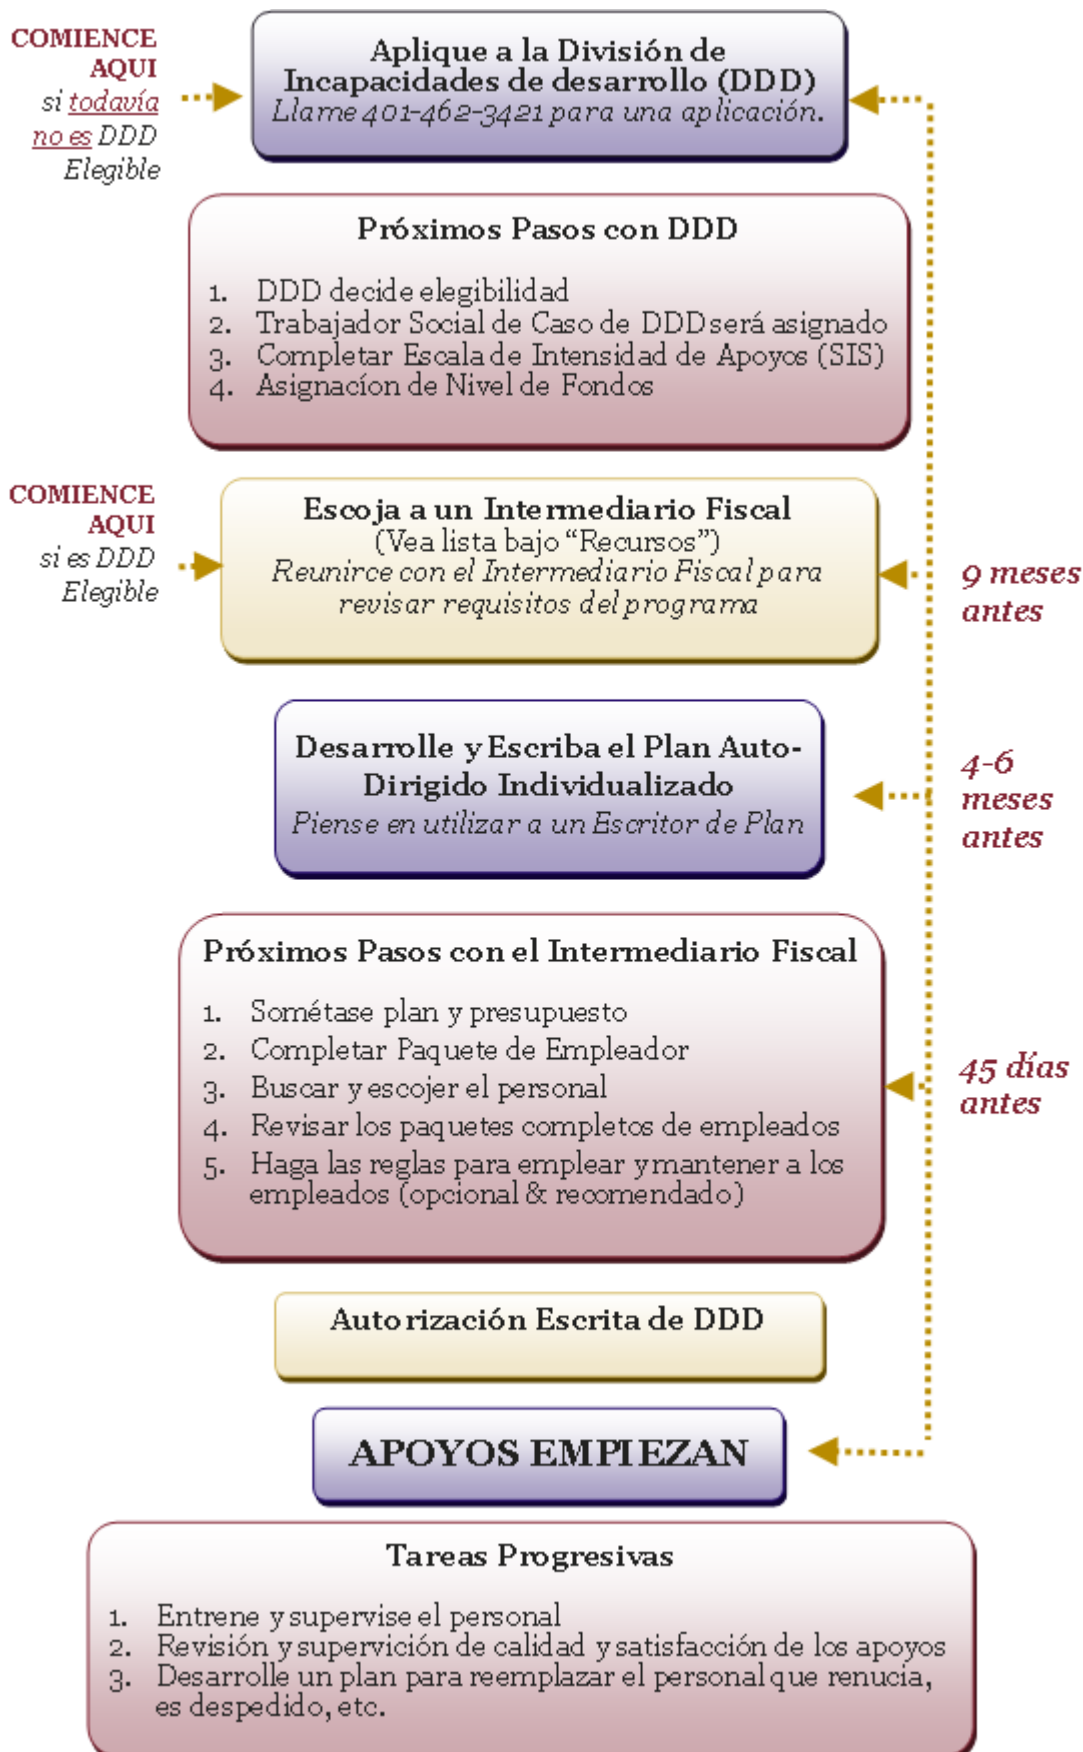 COMIENCE
AQUI
si todavía
no es DDD
Elegible
Aplique a la División de
Incapacidades de desarrollo (DDD)
Llame 401-462-3421 para una aplicación.
Próximos Pasos con DDD
1. DDD decide elegibilidad
2. Trabajador Social de Caso de DDD será asignado
3. Completar Escala de Intensidad de Apoyos (SIS)
4. Asignacíon de Nivel de Fondos
COMIENCE
AQUI
si es DDD
Elegible
Escoja a un Intermediario Fiscal
(Vea lista bajo “Recursos”)
Reunirce con el Intermediario Fiscal para
revisar requisitos del programa
9 meses
antes
Desarrolle y Escriba el Plan Auto-
Dirigido Individualizado
Piense en utilizar a un Escritor de Plan
4-6
meses
antes
Próximos Pasos con el Intermediario Fiscal
1. Sométase plan y presupuesto
2. Completar Paquete de Empleador
3. Buscar y escojer el personal
4. Revisar los paquetes completos de empleados
5. Haga las reglas para emplear y mantener a los
empleados (opcional & recomendado)
45 días
antes
Autorización Escrita de DDD
APOYOS EMPIEZAN
Tareas Progresivas
1. Entrene y supervise el personal
2. Revisión y supervición de calidad y satisfacción de los apoyos
3. Desarrolle un plan para reemplazar el personal que renucia,
es despedido, etc.